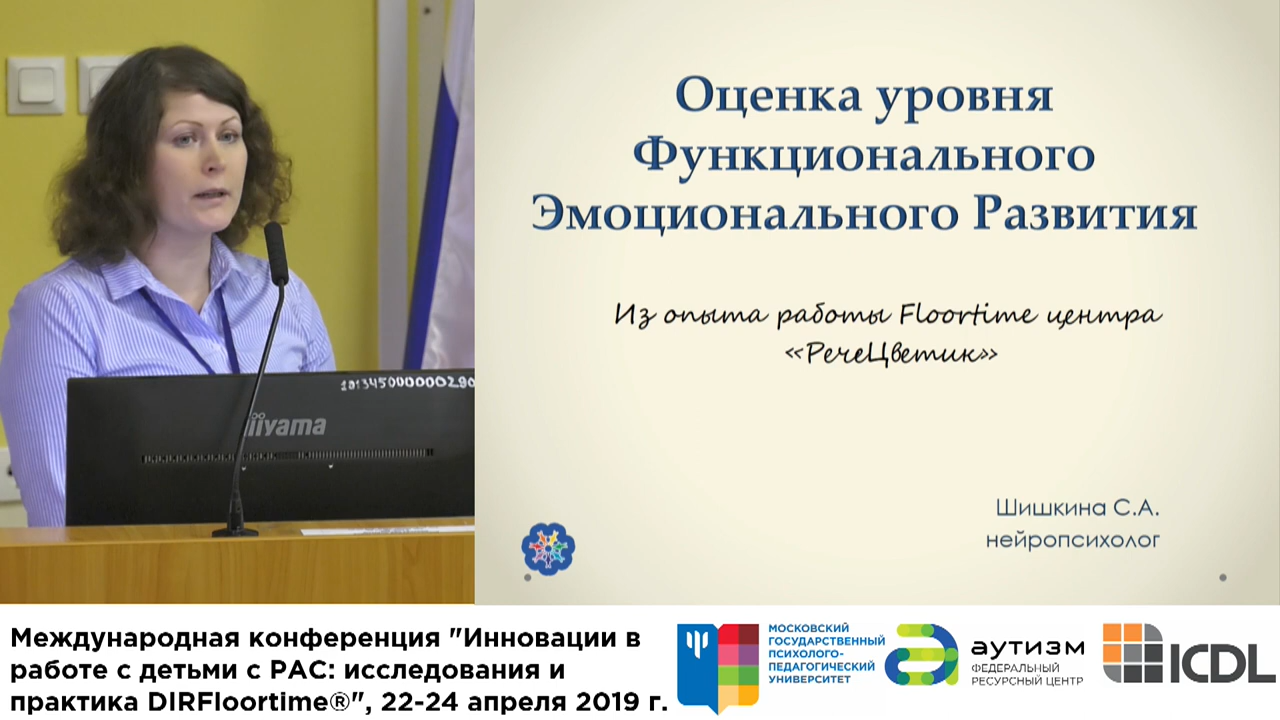 Оценка уровня
Функционального
Эмоционального Развития
Из опыта работы Floortime центра
«РечеЦветик»
Шишкина С.А.
нейропсихолог
iiyama
Международная конференция "Инновации в
работе с детьми с РАС: исследования и
практика DIRFloortime®", 22-24 апреля 2019 г.
МОСКОВСКИЙ
ГОСУДАРСТВЕННЫЙ
ПСИХОЛОГО-
ПЕДАГОГИЧЕСКИЙ
УНИВЕРСИТЕТ
аутизм
ФЕДЕРАЛЬНЫЙ
РЕСУРСНЫЙ ЦЕНТР
ICDL